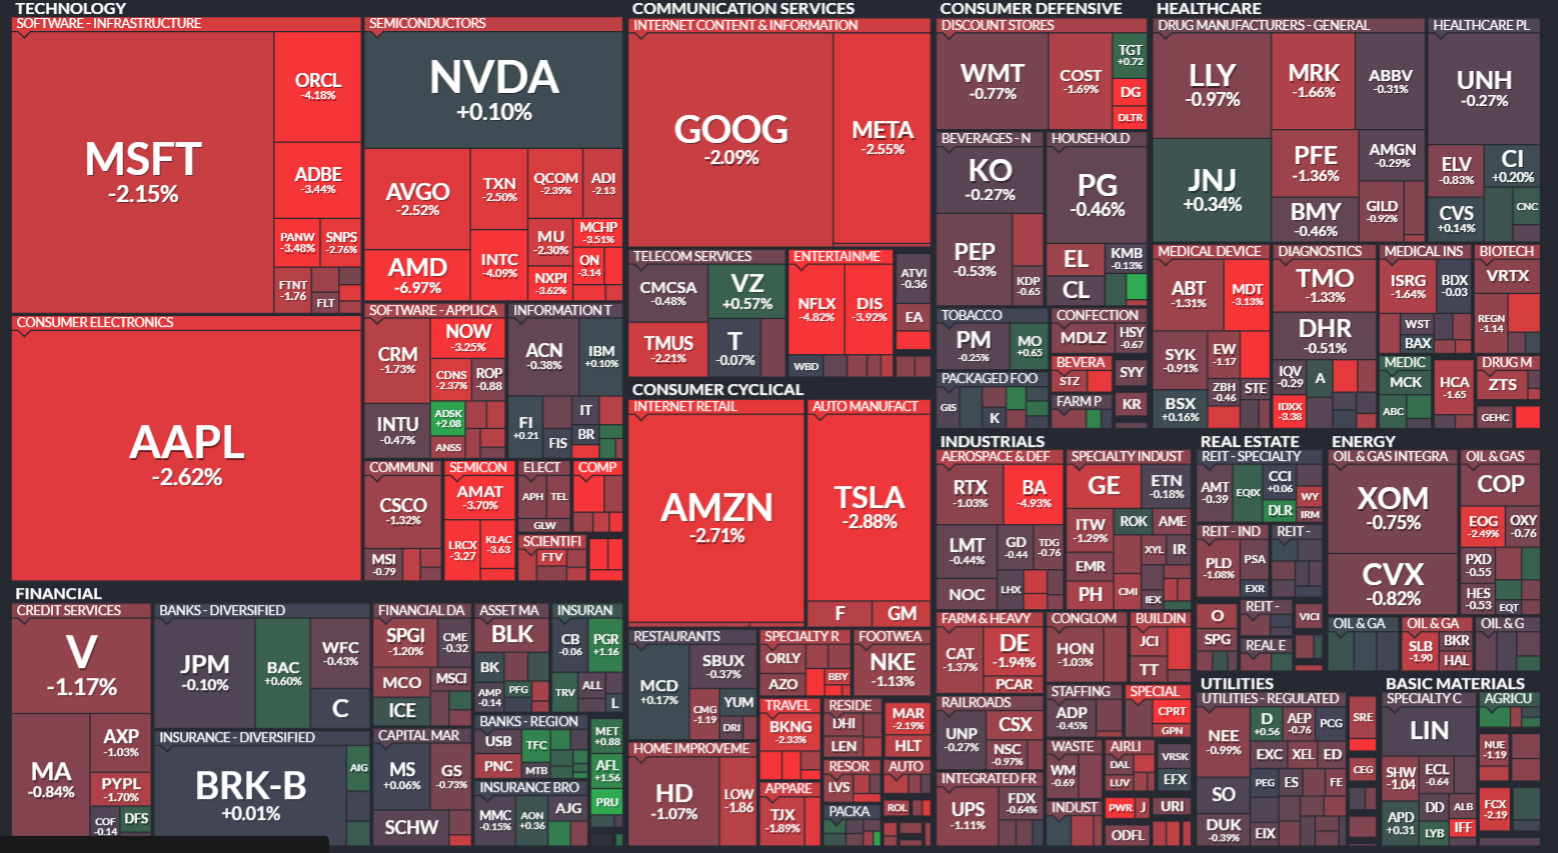 TECHNOLOGY
SOFTWARE - INFRASTRUCTURE
MSFT
-2.15%
ORCL
-4.18%
ADBE
-3.44%
PANW
-3.48%
SNPS
-2.76%
FTNT
-1.76
FLT
SEMICONDUCTORS
NVDA
+0.10%
AVGO
-2.52%
TXN
-2.50%
QCOM
-2.39%
ADI
-2.13
AMD
-6.97%
INTC
-4.09%
MU
-2.30%
MCHP
-3.51%
NXPI
-3.62%
ON
-3.14
CONSUMER ELECTRONICS
AAPL
-2.62%
SOFTWARE - APPLICA
CRM
-1.73%
NOW
-3.25%
CDNS
-2.37%
ROP
-0.88
INTU
-0.47%
ADSK
+2.08
ANSS
INFORMATION T
ACN
-0.38%
IBM
+0.10%
FI
+0.21
IT
FIS
BR
COMMUNI
CSCO
-1.32%
MSI
-0.79
SEMICON
AMAT
-3.70%
LRCX
-3.27
KLAC
-3.63
ELECT
APH
TEL
GLW
COMP
SCIENTIFI
FTV
FINANCIAL
CREDIT SERVICES
V
-1.17%
MA
-0.84%
AXP
-1.03%
PYPL
-1.70%
COF
-0.14
DFS
BANKS - DIVERSIFIED
JPM
-0.10%
BAC
+0.60%
WFC
-0.43%
C
INSURANCE - DIVERSIFIED
BRK-B
+0.01%
AIG
FINANCIAL DA
SPGI
-1.20%
CME
-0.32
MCO
MSCI
ICE
CAPITAL MAR
MS
+0.06%
GS
-0.73%
SCHW
ASSET MA
BLK
BK
AMP
-0.14
PFG
BANKS - REGION
USB
TFC
PNC
MTB
INSURANCE BRO
MMC
-0.15%
AON
+0.36
AJG
INSURAN
CB
-0.06
PGR
+1.16
TRV
ALL
L
MET
+0.88
AFL
+1.56
PRU
COMMUNICATION SERVICES
INTERNET CONTENT & INFORMATION
GOOG
-2.09%
META
-2.55%
TELECOM SERVICES
CMCSA
-0.48%
VZ
+0.57%
TMUS
-2.21%
T
-0.07%
ENTERTAINME
NFLX
-4.82%
DIS
-3.92%
WBD
ATVI
-0.36
EA
CONSUMER CYCLICAL
INTERNET RETAIL
AMZN
-2.71%
AUTO MANUFACT
TSLA
-2.88%
F
GM
RESTAURANTS
MCD
+0.17%
SBUX
-0.37%
CMG
-1.19
YUM
DRI
HOME IMPROVEME
HD
-1.07%
LOW
-1.86
SPECIALTY R
ORLY
AZO
BBY
FOOTWEA
NKE
-1.13%
TRAVEL
BKNG
-2.33%
RESIDE
DHI
LEN
MAR
-2.19%
HLT
APPARE
TJX
-1.89%
RESOR
LVS
AUTO
ROL
PACKA
CONSUMER DEFENSIVE
DISCOUNT STORES
WMT
-0.77%
COST
-1.69%
TGT
+0.72
DG
DLTR
BEVERAGES - N
KO
-0.27%
PEP
-0.53%
KDP
-0.65
HOUSEHOLD
PG
-0.46%
EL
KMB
-0.13%
CL
TOBACCO
PM
-0.25%
MO
+0.65
CONFECTION
MDLZ
HSY
-0.67
PACKAGED FOO
GIS
K
BEVERA
STZ
SYY
FARM P
KR
HEALTHCARE
DRUG MANUFACTURERS - GENERAL
LLY
-0.97%
MRK
-1.66%
ABBV
-0.31%
JNJ
+0.34%
PFE
-1.36%
AMGN
-0.29%
BMY
-0.46%
GILD
-0.92%
HEALTHCARE PL
UNH
-0.27%
ELV
-0.83%
CI
+0.20%
CVS
+0.14%
CNC
MEDICAL DEVICE
ABT
-1.31%
MDT
-3.13%
SYK
-0.91%
EW
-1.17
ZBH
-0.46
STE
BSX
+0.16%
DIAGNOSTICS
TMO
-1.33%
DHR
-0.51%
IQV
-0.29
A
IDXX
-3.38
MEDICAL INS
ISRG
-1.64%
BDX
-0.03
WST
BAX
BIOTECH
VRTX
REGN
-1.14
MEDIC
MCK
ABC
HCA
-1.65
DRUG M
ZTS
GEHC
INDUSTRIALS
AEROSPACE & DEF
RTX
-1.03%
BA
-4.93%
LMT
-0.44%
GD
-0.44
TDG
-0.76
NOC
LHX
SPECIALTY INDUST
GE
ETN
-0.18%
ITW
-1.29%
ROK
AME
EMR
XYL
IR
PH
CMI
IEX
FARM & HEAVY
CAT
-1.37%
DE
-1.94%
PCAR
CONGLOM
HON
-1.03%
BUILDIN
JCI
TT
RAILROADS
UNP
-0.27%
CSX
NSC
-0.97%
STAFFING
ADP
-0.45%
SPECIAL
CPRT
GPN
WASTE
WM
-0.69
AIRLI
DAL
LUV
VRSK
EFX
INTEGRATED FR
UPS
-1.11%
FDX
-0.64%
INDUST
PWR
J
URI
ODFL
REAL ESTATE
REIT - SPECIALTY
AMT
-0.39
EQIX
CCI
+0.06
WY
DLR
IRM
REIT - IND
PLD
-1.08%
PSA
EXR
REIT -
O
SPG
REIT -
VICI
REAL E
ENERGY
OIL & GAS INTEGRA
XOM
-0.75%
CVX
-0.82%
OIL & GAS
COP
EOG
-2.49%
OXY
-0.76
PXD
-0.55
HES
-0.53
EQT
OIL & GA
OIL & GA
SLB
-1.90
BKR
HAL
OIL & G
UTILITIES
UTILITIES - REGULATED
NEE
-0.99%
D
+0.56
AEP
-0.76
PCG
EXC
XEL
ED
SO
PEG
ES
FE
DUK
-0.39%
EIX
SRE
CEG
BASIC MATERIALS
SPECIALTY C
LIN
SHW
-1.04
ECL
-0.64
DD
ALB
APD
+0.31
LYB
IFF
AGRICU
NUE
-1.19
FCX
-2.19